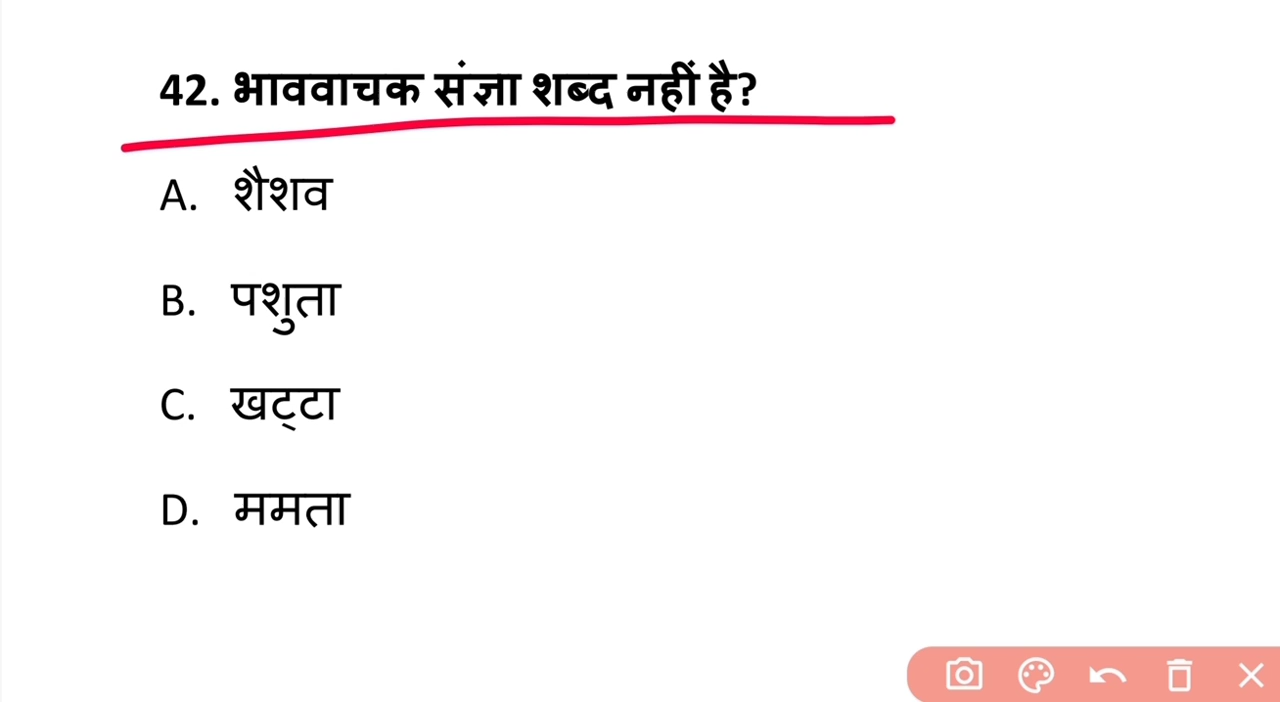 42. भाववाचक संज्ञा शब्द नहीं है?
A. शैशव
B. पशुता
C. खट्‌टा
D. ममता